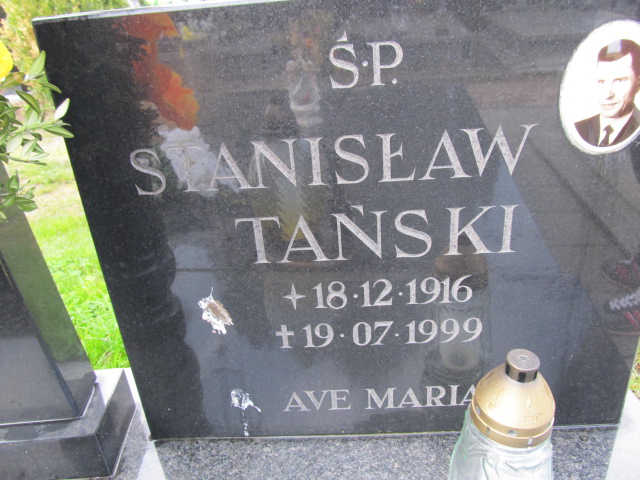 Ś.P.
STANISŁAW
TAŃSKI
18·12·1916
✝19·07·1999
AVE MARIA